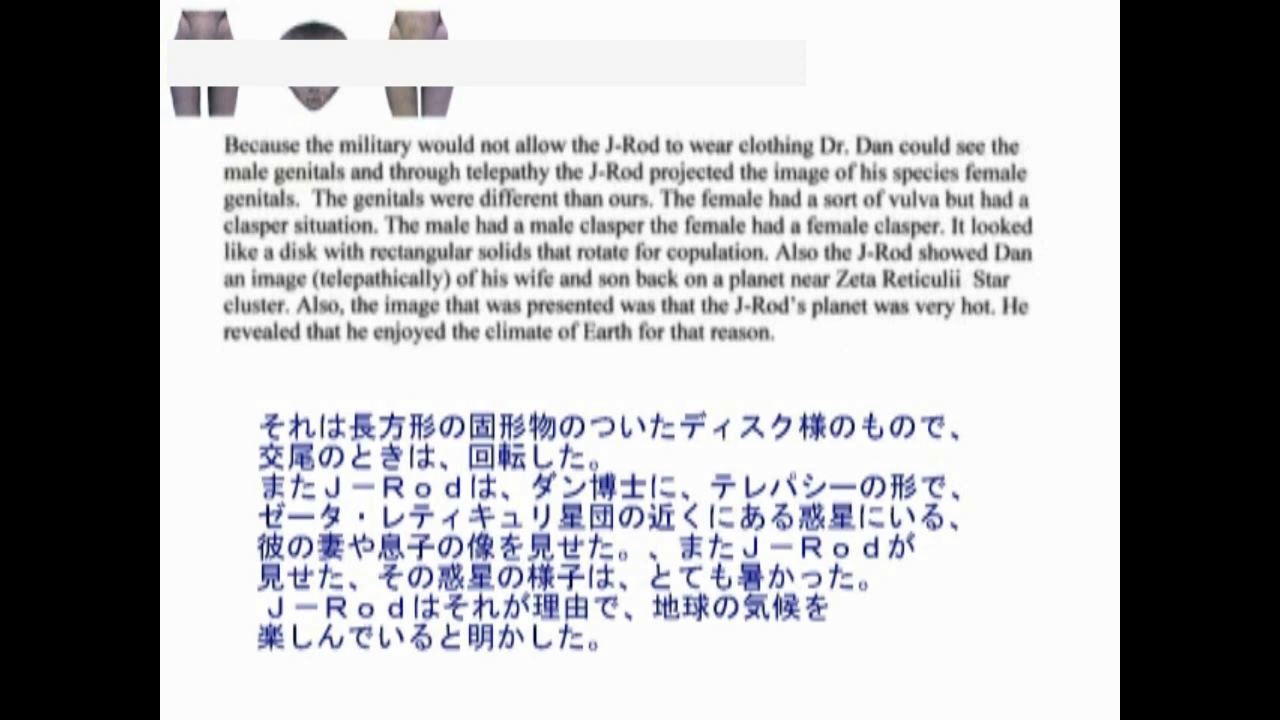 Because the military would not allow the J-Rod to wear clothing Dr. Dan could see the
male genitals and through telepathy the J-Rod projected the image of his species female
genitals.  The genitals were different than ours. The female had a sort of vulva but had a
clasper situation. The male had a male clasper the female had a female clasper. It looked
like a disk with rectangular solids that rotate for copulation. Also the J-Rod showed Dan
an image (telepathically) of his wife and son back on a planet near Zeta Reticulii  Star
cluster. Also, the image that was presented was that the J-Rod's planet was very hot. He
revealed that he enjoyed the climate of Earth for that reason.
それは長方形の固形物のついたディスク様のもので、
交尾のときは、回転した。
またＪ－Ｒｏｄは、ダン博士に、テレパシーの形で、
ゼータ・レティキュリ星団の近くにある惑星にいる、
彼の妻や息子の像を見せた。、またＪ－Ｒｏｄが
見せた、その惑星の様子は、とても暑かった。
Ｊ－Ｒｏｄはそれが理由で、地球の気候を
楽しんでいると明かした。